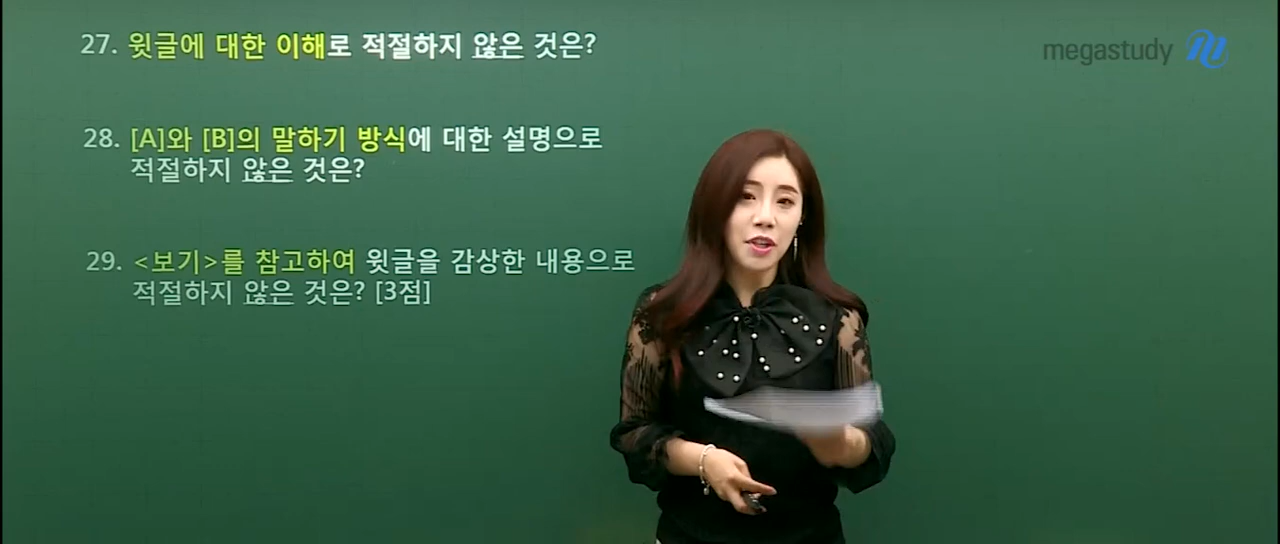 27. 윗글에 대한 이해로 적절하지 않은 것은?
megastudy
28. [A]와 [B]의 말하기 방식에 대한 설명으로
적절하지 않은 것은?
29. <보기>를 참고하여 윗글을 감상한 내용으로
적절하지 않은 것은? [3점]